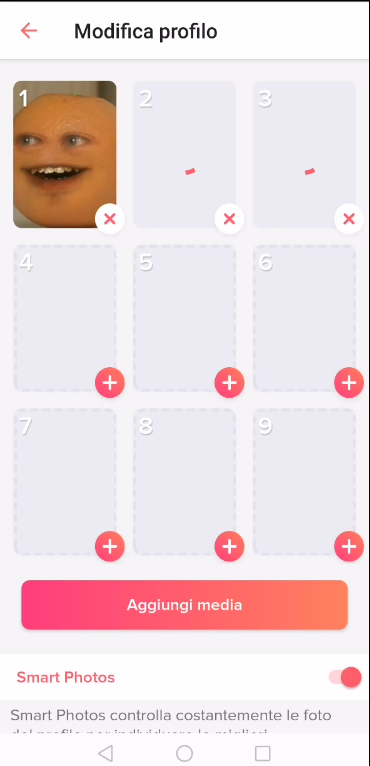 Modifica profilo
1 2 3
4 5 6
7 8 9
Aggiungi media
Smart Photos
Smart Photos controlla costantemente le foto
del profilo per individuare le migliori